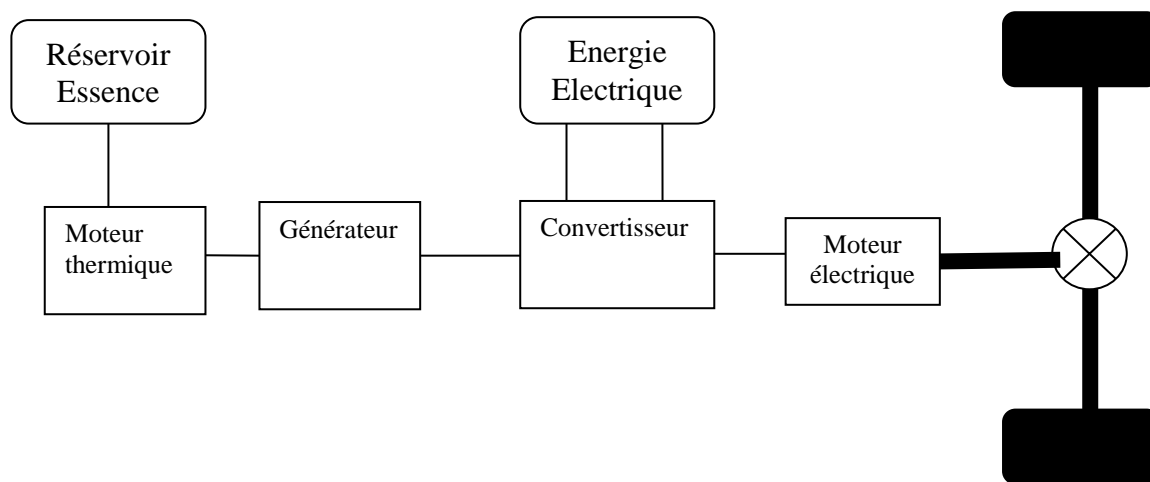 Réservoir
Essence
Energie
Electrique
Moteur
thermique
Générateur
Convertisseur
Moteur
électrique